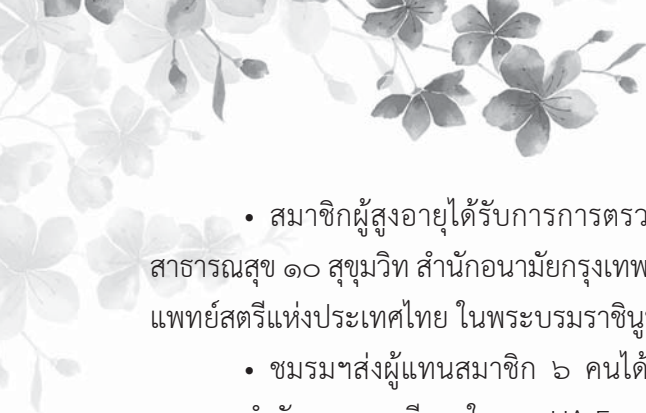 • สมาชิกผู้สูงอายุได้รับการการตรว
สาธารณสุข ๑๐ สุขุมวิท สำนักอนามัยกรุงเทพ
แพทย์สตรีแห่งประเทศไทย ในพระบรมราชินู
• ชมรมฯส่งผู้แทนสมาชิก ๖ คนได้